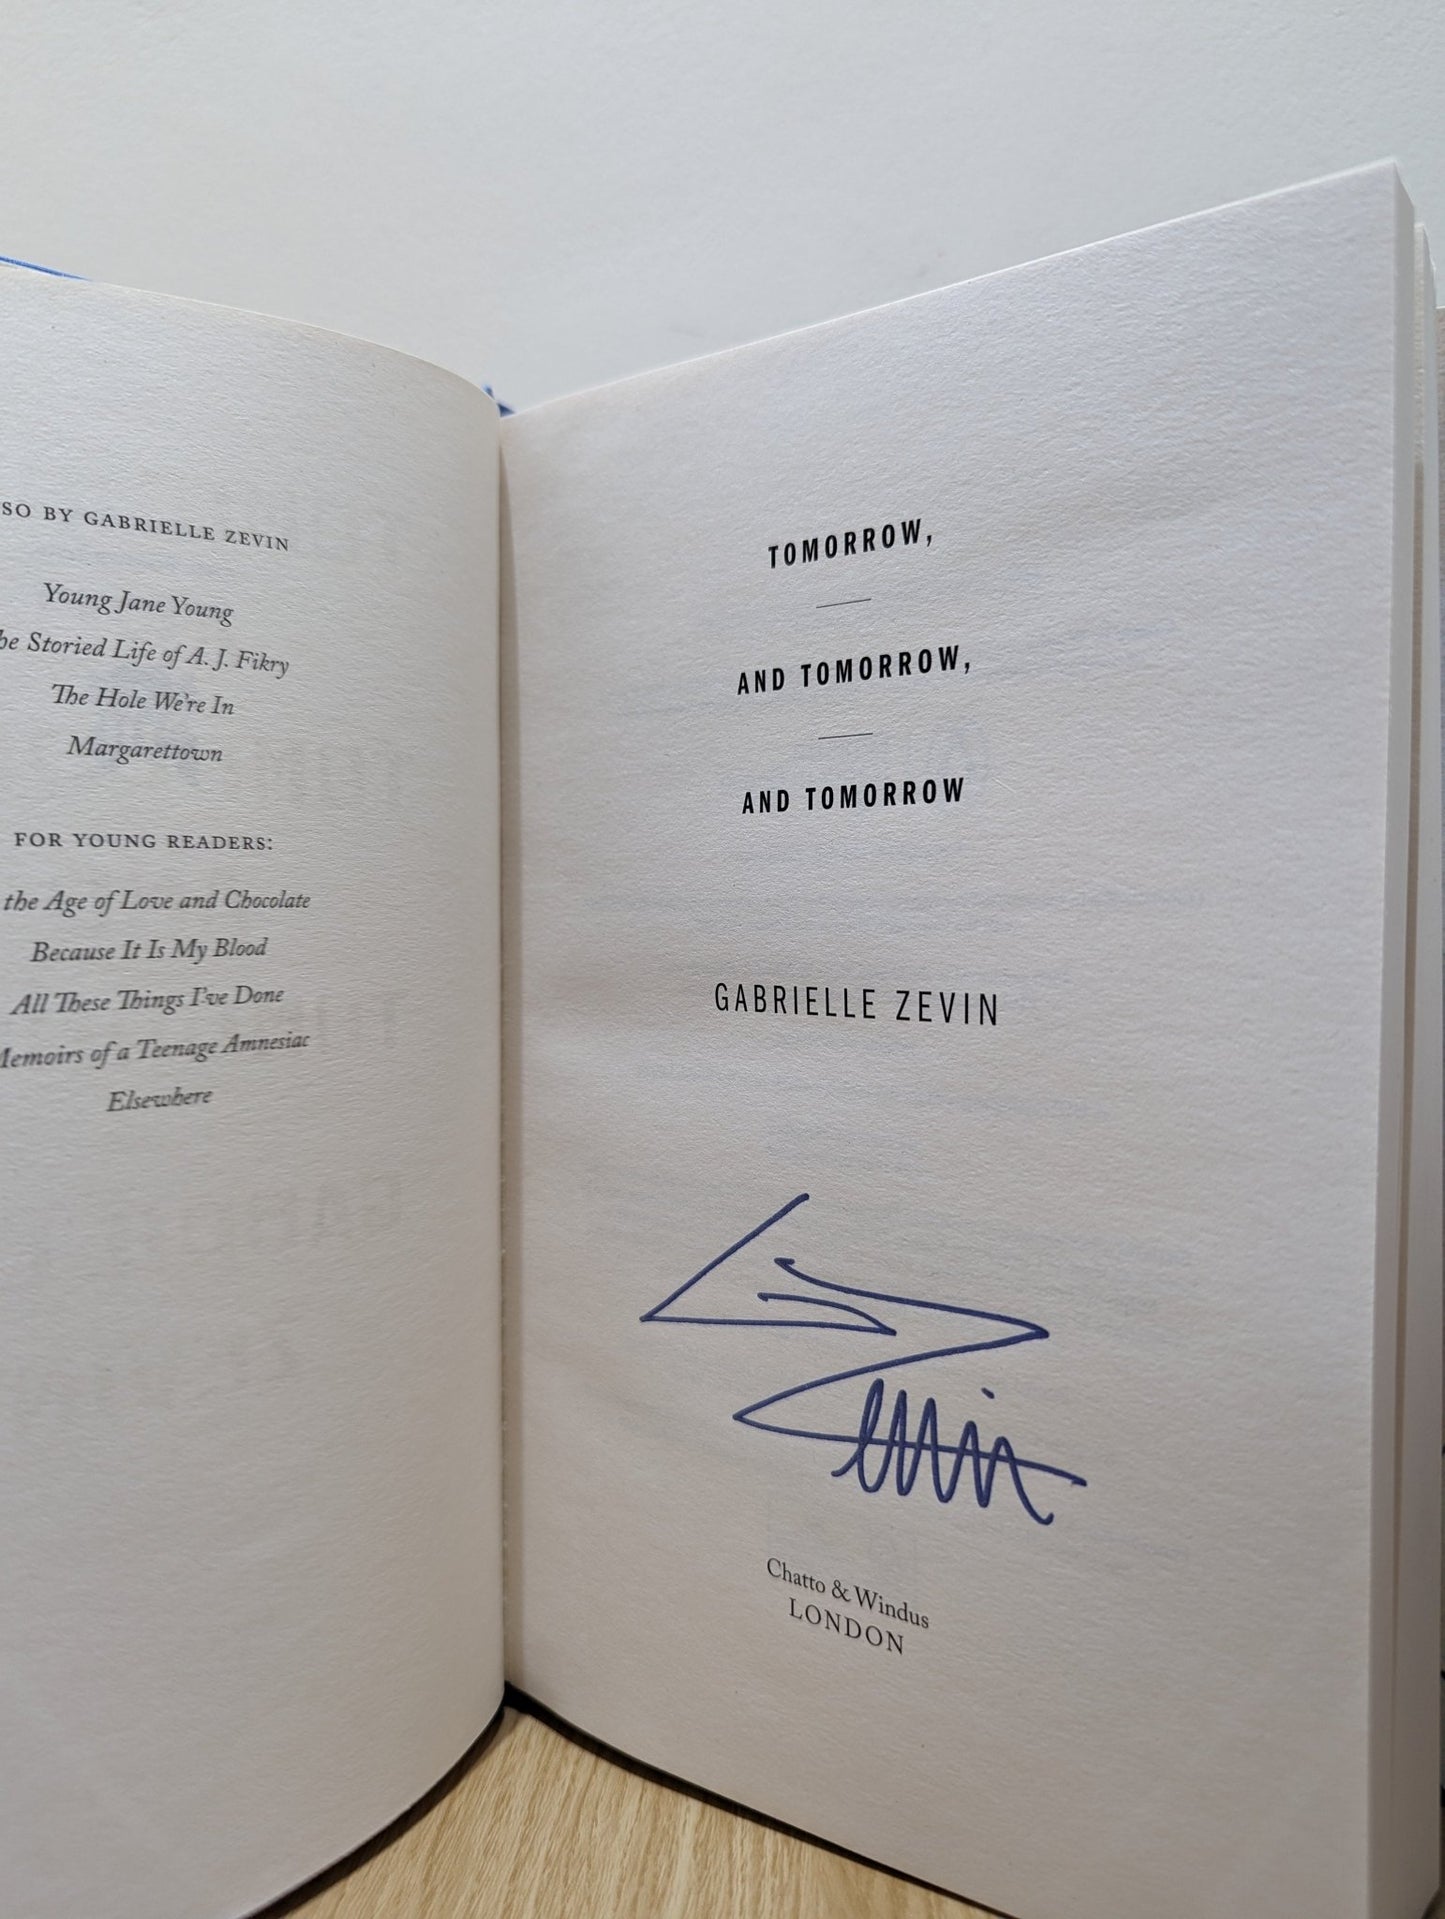 SO BY GABRIELLE ZEVIN
Young Jane Young
he Storied Life of A. J. Fikry
The Hole We're In
Margarettown
FOR YOUNG READERS:
the Age of Love and Chocolate
Because It Is My Blood
All These Things I've Done
Memoirs of a Teenage Amnesiac
Elsewhere
TOMORROW,
AND TOMORROW,
AND TOMORROW
GABRIELLE ZEVIN
Zevin
Chatto & Windus
LONDON